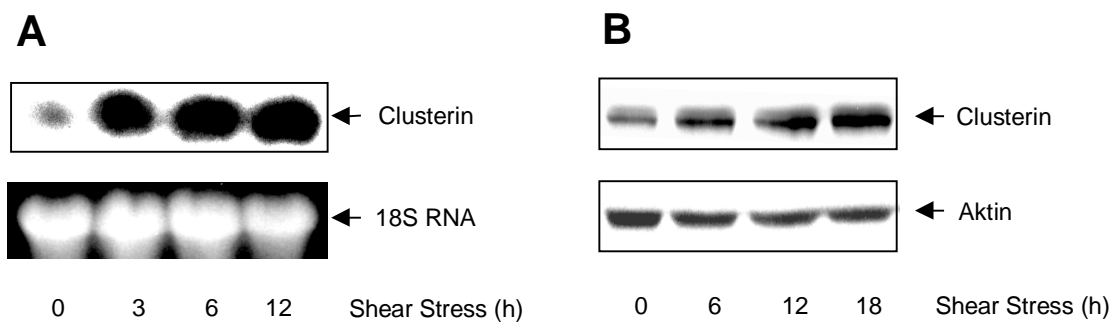 A
Clusterin
18S RNA
0 3 6 12 Shear Stress (h)
B
Clusterin
Aktin
0 6 12 18 Shear Stress (h)